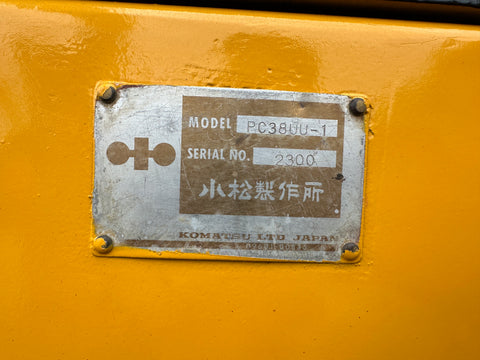 MODEL PC38UU-1
SERIAL NO. 2300
小松製作所
KOMATSU LTD JAPAN